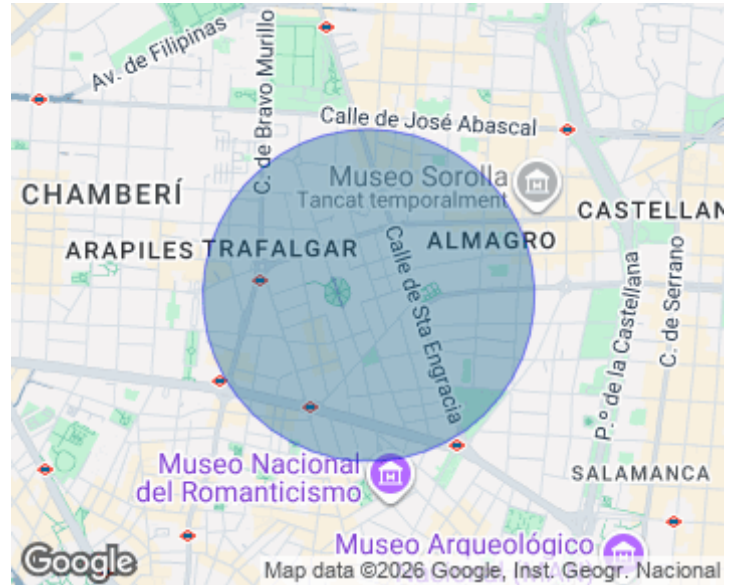 Av. de Filipinas
C. de Bravo Murillo
Calle de José Abascal
CHAMBERÍ
Museo Sorolla
Tancat temporalment
CASTELLAN
ARAPILES
TRAFALGAR
ALMAGRO
Calle de Sta Engracia
P.º de la Castellana
C. de Serrano
Museo Nacional
del Romanticismo
SALAMANCA
Museo Arqueológico
Google
Map data ©2026 Google, Inst. Geogr. Nacional